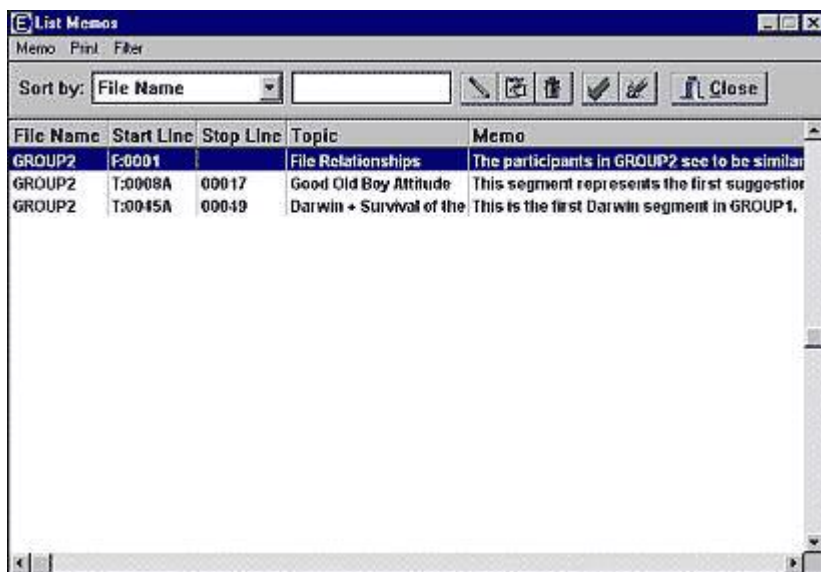 E List Memos
Memo Print Filter
Sort by: File Name Close
File Name Start Line Stop Line Topic Memo
GROUP2 F:0001 File Relationships The participants in GROUP2 see to be similar
GROUP2 T:0008A 00017 Good Old Boy Attitude This segment represents the first suggestion
GROUP2 T:0045A 00049 Darwin + Survival of the This is the first Darwin segment in GROUP1.